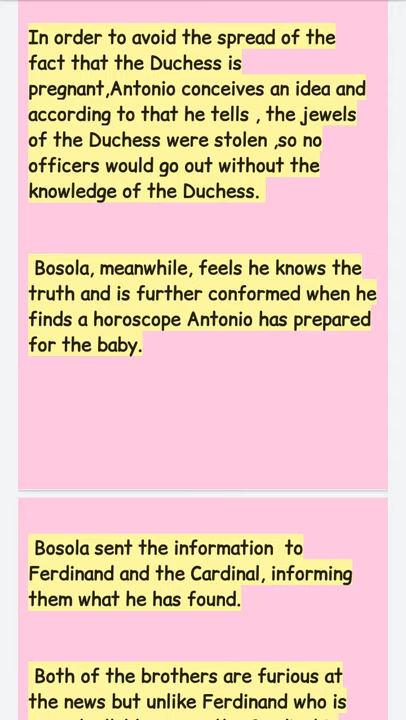 In order to avoid the spread of the
fact that the Duchess is
pregnant,Antonio conceives an idea and
according to that he tells , the jewels
of the Duchess were stolen ,so no
officers would go out without the
knowledge of the Duchess.
Bosola, meanwhile, feels he knows the
truth and is further conformed when he
finds a horoscope Antonio has prepared
for the baby.
Bosola sent the information  to
Ferdinand and the Cardinal, informing
them what he has found.
Both of the brothers are furious at
the news but unlike Ferdinand who is